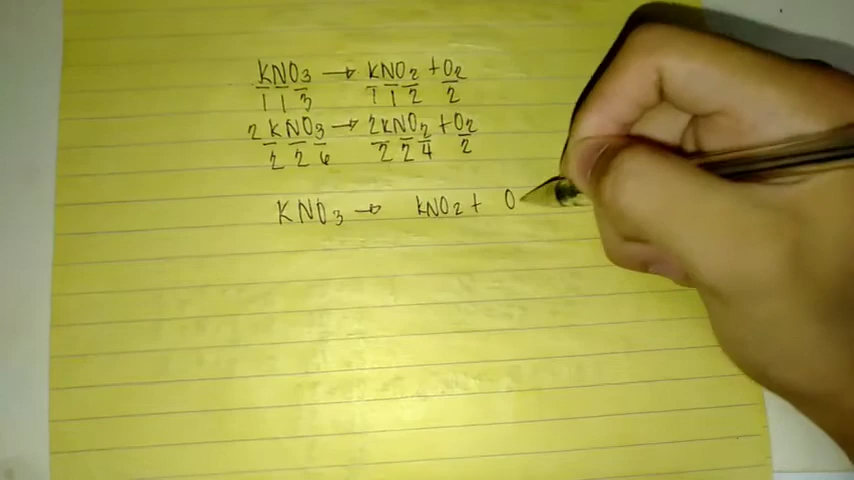 KNO3 → KNO2 + O2
1 1 3 1 1 2 2
2 KNO3 → 2KNO2 + O2
2 2 6 2 2 4 2
KNO3 → KNO2 + O